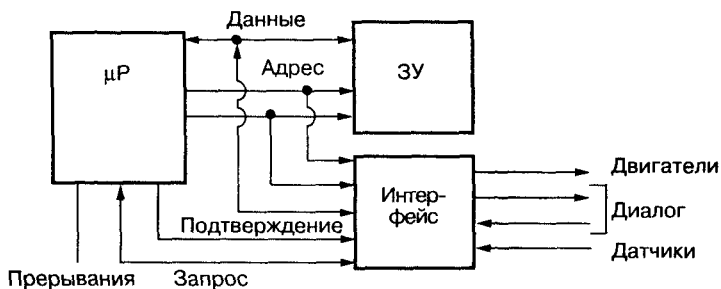 Данные
μP
Адрес
ЗУ
Двигатели
Интер-
фейс
Диалог
Подтверждение
Датчики
Прерывания
Запрос